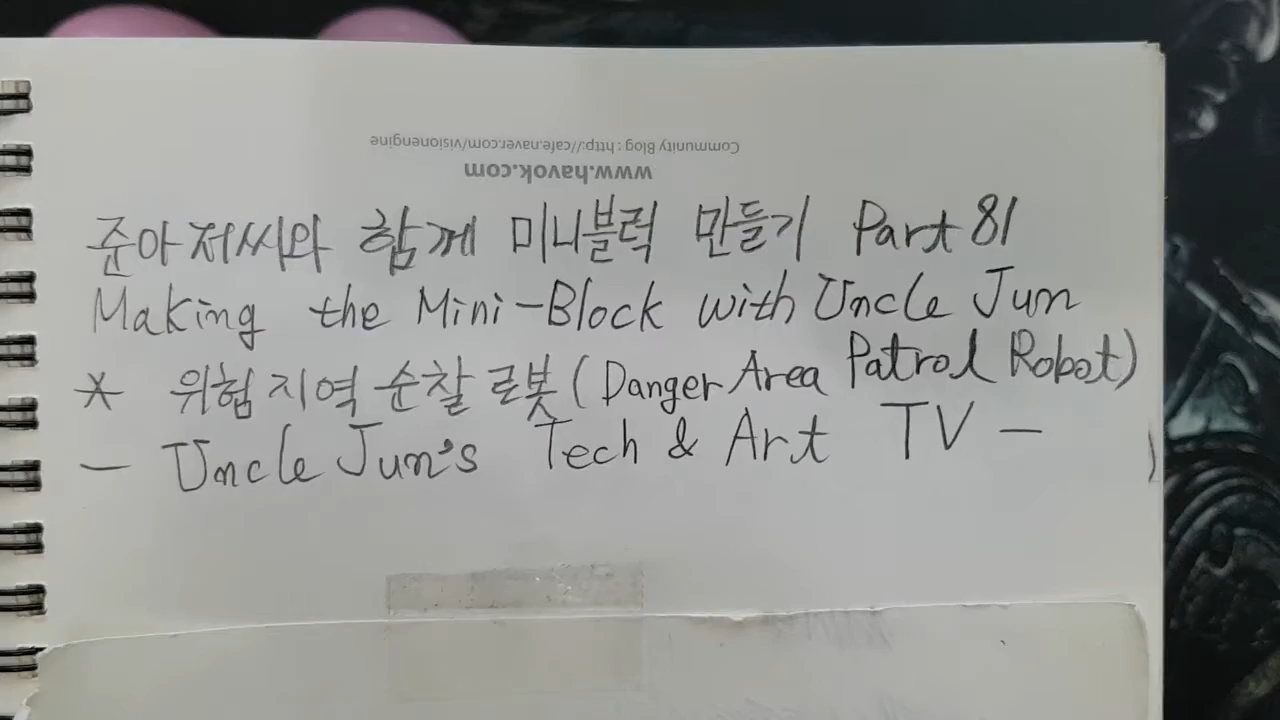 Community Blog : http://cafe.naver.com/visionengine
www.havok.com
준아저씨와 함께 미니블럭 만들기 Part 81
Making the Mini-Block with Uncle Jun
* 위험지역 순찰 로봇 (Danger Area Patrol Robot)
- Uncle Jun's Tech & Art TV -